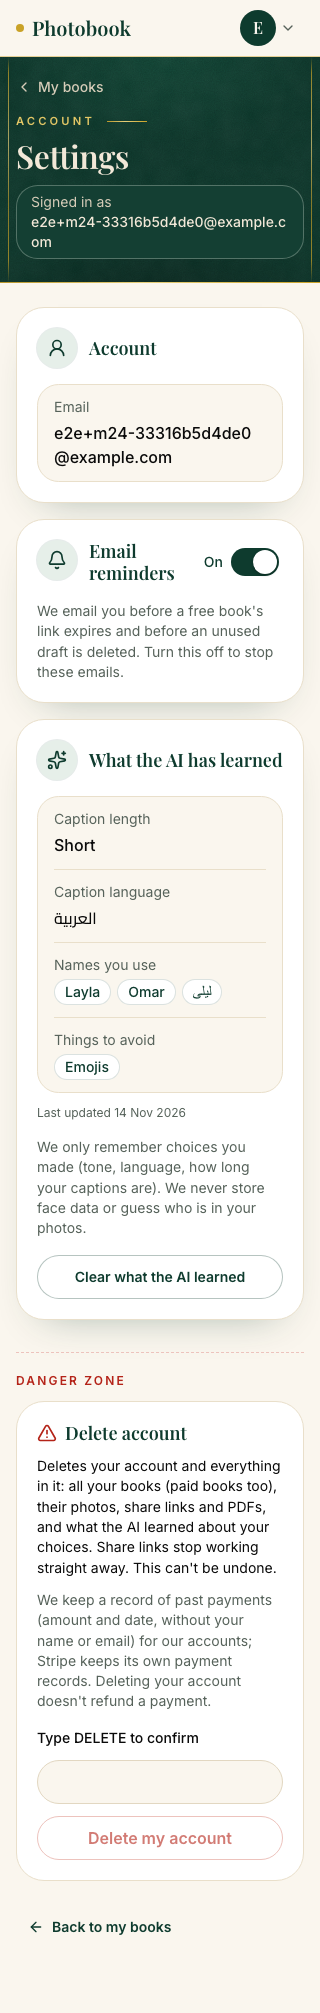 Photobook
E
My books
ACCOUNT
Settings
Signed in as
e2e+m24-33316b5d4de0@example.c
om
Account
Email
e2e+m24-33316b5d4de0
@example.com
Email
reminders
On
We email you before a free book's
link expires and before an unused
draft is deleted. Turn this off to stop
these emails.
What the AI has learned
Caption length
Short
Caption language
العربية
Names you use
Layla
Omar
ليلى
Things to avoid
Emojis
Last updated 14 Nov 2026
We only remember choices you
made (tone, language, how long
your captions are). We never store
face data or guess who is in your
photos.
Clear what the AI learned
DANGER ZONE
Delete account
Deletes your account and everything
in it: all your books (paid books too),
their photos, share links and PDFs,
and what the AI learned about your
choices. Share links stop working
straight away. This can't be undone.
We keep a record of past payments
(amount and date, without your
name or email) for our accounts;
Stripe keeps its own payment
records. Deleting your account
doesn't refund a payment.
Type DELETE to confirm
Delete my account
Back to my books